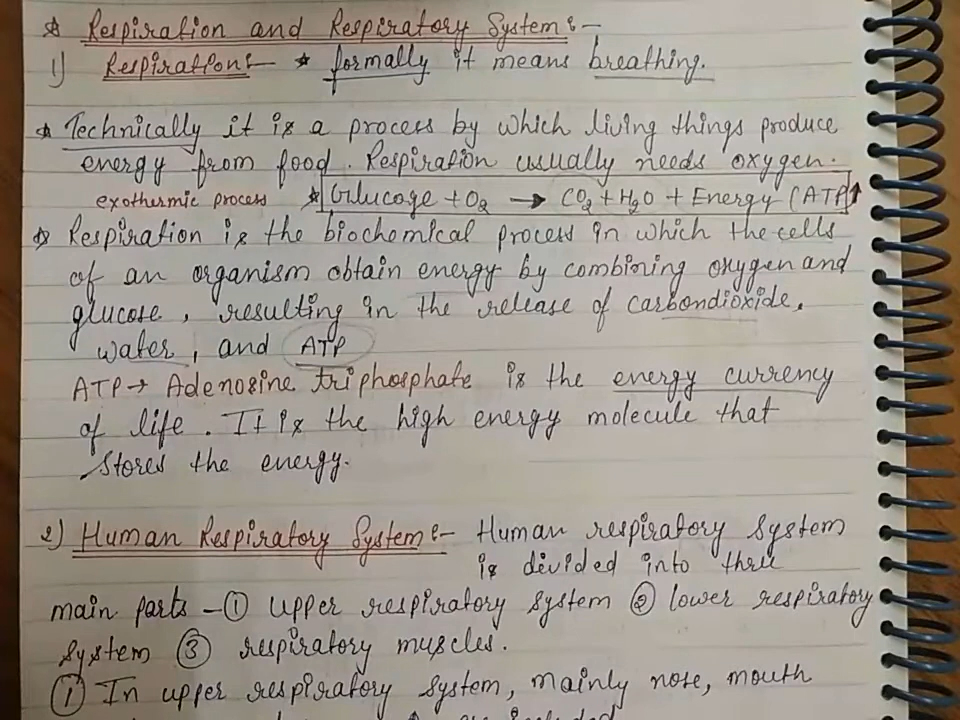 ☆ Respiration and Respiratory System :-
1) Respiration :- ★ formally it means breathing.
★ Technically it is a process by which living things produce
energy from food. Respiration usually needs oxygen.
exothermic process ★ Glucose + O2 → CO2 + H2O + Energy (ATP)↑
☆ Respiration is the biochemical process in which the cells
of an organism obtain energy by combining oxygen and
glucose, resulting in the release of carbondioxide,
water, and ATP
ATP → Adenosine triphosphate is the energy currency
of life. It is the high energy molecule that
stores the energy.
2) Human Respiratory System :- Human respiratory system
is divided into three
main parts - ① upper respiratory system ② lower respiratory
system ③ respiratory muscles.
① In upper respiratory system, mainly nose, mouth
are included